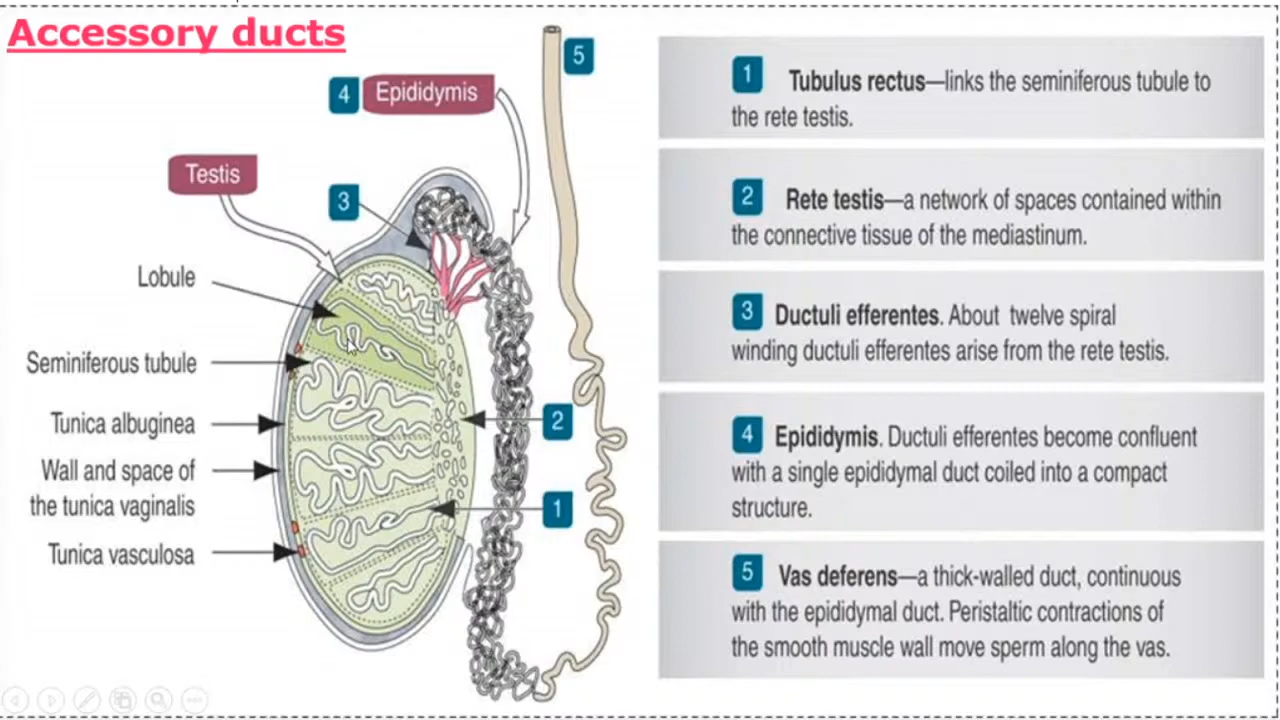 Accessory ducts
5
4 Epididymis
Testis
3
Lobule
Seminiferous tubule
Tunica albuginea
2
Wall and space of
the tunica vaginalis
1
Tunica vasculosa
1 Tubulus rectus—links the seminiferous tubule to
the rete testis.
2 Rete testis—a network of spaces contained within
the connective tissue of the mediastinum.
3 Ductuli efferentes. About twelve spiral
winding ductuli efferentes arise from the rete testis.
4 Epididymis. Ductuli efferentes become confluent
with a single epididymal duct coiled into a compact
structure.
5 Vas deferens—a thick-walled duct, continuous
with the epididymal duct. Peristaltic contractions of
the smooth muscle wall move sperm along the vas.